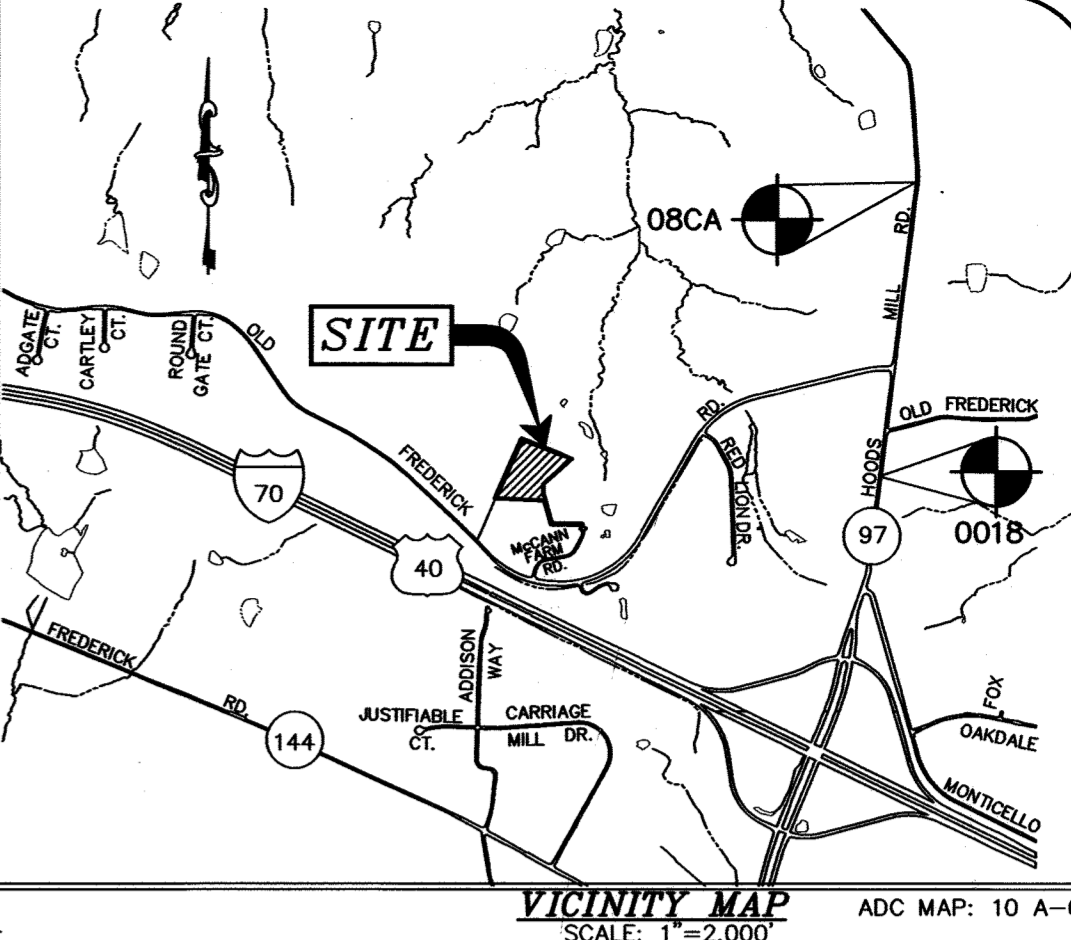 08CA
RD.
MILL
HOODS
ADGATE
CT.
CARTLEY
CT.
ROUND
GATE CT.
OLD
SITE
FREDERICK
RD.
OLD FREDERICK
RED LION DR.
70
McCANN
FARM
RD.
40
97
0018
FREDERICK
RD.
144
ADDISON
WAY
JUSTIFIABLE
CT.
CARRIAGE
MILL DR.
FOX
OAKDALE
MONTICELLO
VICINITY MAP
SCALE: 1"=2,000'
ADC MAP: 10 A-